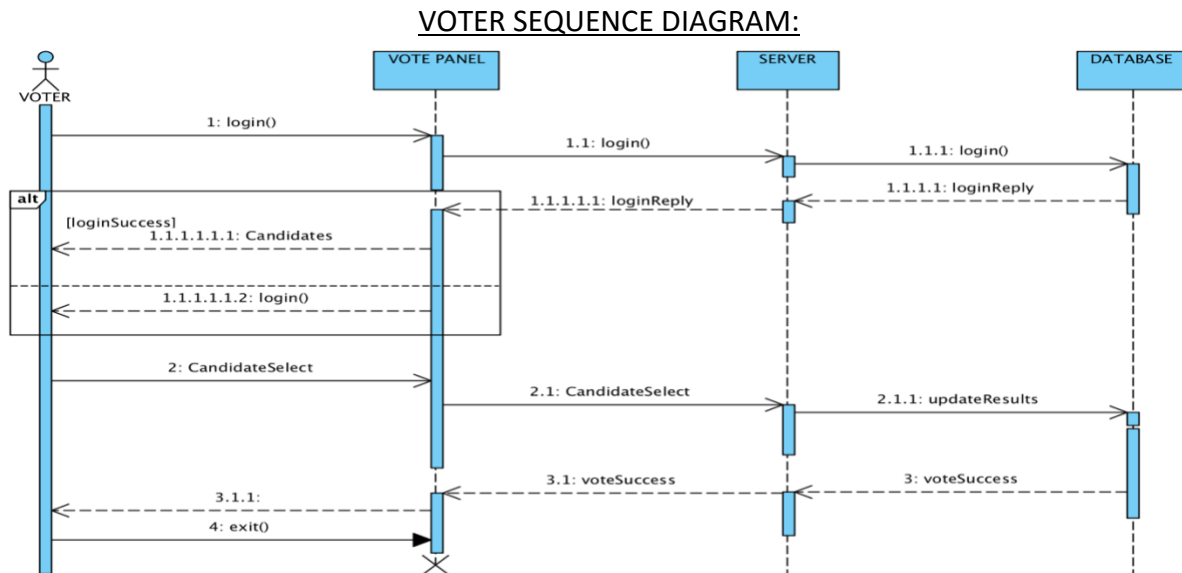 VOTER SEQUENCE DIAGRAM:
VOTE PANEL
SERVER
DATABASE
VOTER
1: login()
1.1: login()
1.1.1: login()
alt
1.1.1.1: loginReply
1.1.1.1.1: loginReply
[loginSuccess]
1.1.1.1.1.1: Candidates
1.1.1.1.1.2: login()
2: CandidateSelect
2.1: CandidateSelect
2.1.1: updateResults
3: voteSuccess
3.1: voteSuccess
3.1.1:
4: exit()